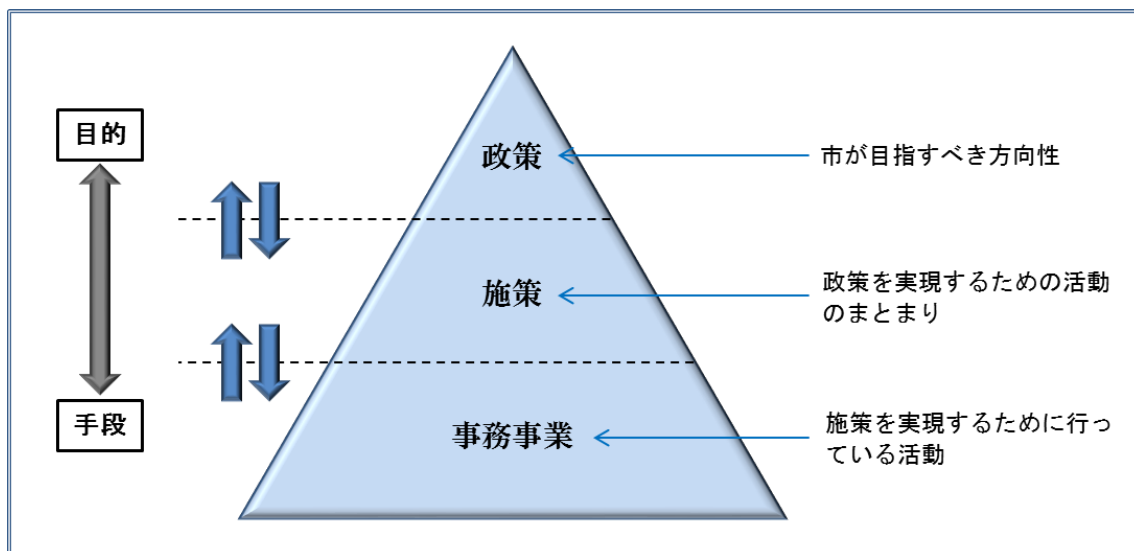 目的
政策
市が目指すべき方向性
施策
政策を実現するための活動
のまとまり
手段
事務事業
施策を実現するために行っ
ている活動